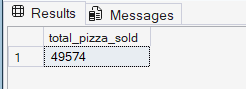 Results Messages
total_pizza_sold
1 49574